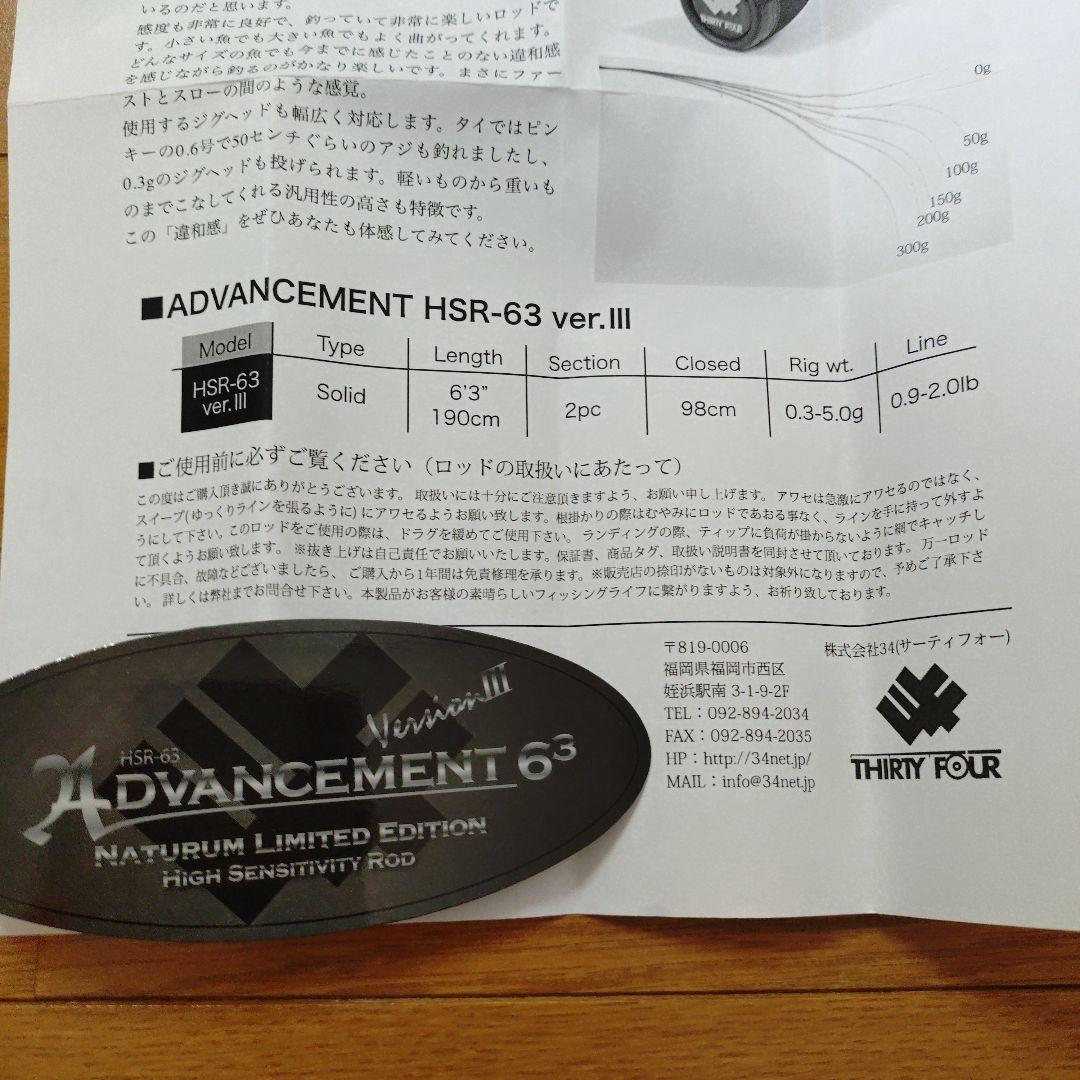 いるのだと思います。
感度も非常に良好で、釣っていて非常に楽しいロッドで
す。小さい魚でも大きい魚でもよく曲がってくれます。
どんなサイズの魚でも今までに感じたことのない違和感
を感じながら釣るのがかなり楽しいです。まさにファー
ストとスローの間のような感覚。
使用するジグヘッドも幅広く対応します。タイではピン
キーの0.6号で50センチぐらいのアジも釣れましたし、
0.3gのジグヘッドも投げられます。軽いものから重いも
のまでこなしてくれる汎用性の高さも特徴です。
この「違和感」をぜひあなたも体感してみてください。
THIRTY FOUR
0g
50g
100g
150g
200g
300g
■ADVANCEMENT HSR-63 ver.III
Model Type Length Section Closed Rig wt. Line
HSR-63 ver.III Solid 6'3" 190cm 2pc 98cm 0.3-5.0g 0.9-2.0lb
■ご使用前に必ずご覧ください（ロッドの取扱いにあたって）
この度はご購入頂き誠にありがとうございます。取扱いには十分にご注意頂きますよう、お願い申し上げます。アワセは急激にアワセるのではなく、
スイープ(ゆっくりラインを張るように)にアワセるようお願い致します。根掛かりの際はむやみにロッドであおる事なく、ラインを手に持って外すよ
うにして下さい。このロッドをご使用の際は、ドラグを緩めてご使用下さい。ランディングの際、ティップに負荷が掛からないように網でキャッチし
て頂くようお願い致します。※抜き上げは自己責任でお願いいたします。保証書、商品タグ、取扱い説明書を同封させて頂いております。万一ロッド
に不具合、故障などございましたら、ご購入から1年間は免責修理を承ります。※販売店の捺印がないものは対象外になりますので、予めご了承下さ
い。詳しくは弊社までお問合せ下さい。本製品がお客様の素晴らしいフィッシングライフに繋がりますよう、お祈り致しております。
〒819-0006
福岡県福岡市西区
姪浜駅南 3-1-9-2F
TEL：092-894-2034
FAX：092-894-2035
HP：http://34net.jp/
MAIL：info@34net.jp
株式会社34(サーティフォー)
THIRTY FOUR
Version III
HSR-63
ADVANCEMENT 6³
NATURUM LIMITED EDITION
HIGH SENSITIVITY ROD